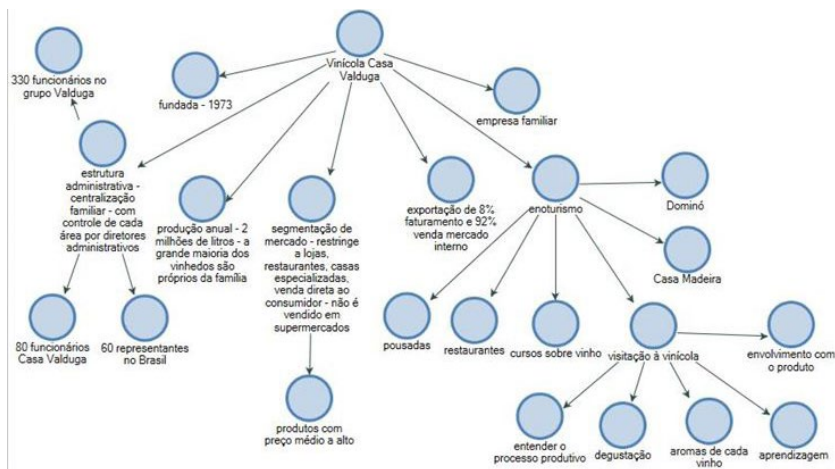 Vinícola Casa
Valduga
330 funcionários no
grupo Valduga
fundada - 1973
empresa familiar
estrutura
administrativa -
centralização
familiar - com
controle de cada
área por diretores
administrativos
produção anual - 2
milhões de litros - a
grande maioria dos
vinhedos são
próprios da família
segmentação de
mercado - restringe
a lojas,
restaurantes, casas
especializadas,
venda direta ao
consumidor - não é
vendido em
supermercados
exportação de 8%
faturamento e 92%
venda mercado
interno
enoturismo
Dominó
Casa Madeira
80 funcionários
Casa Valduga
60 representantes
no Brasil
pousadas
restaurantes
cursos sobre vinho
visitação à vinícola
envolvimento com
o produto
produtos com
preço médio a alto
entender o
processo produtivo
degustação
aromas de cada
vinho
aprendizagem